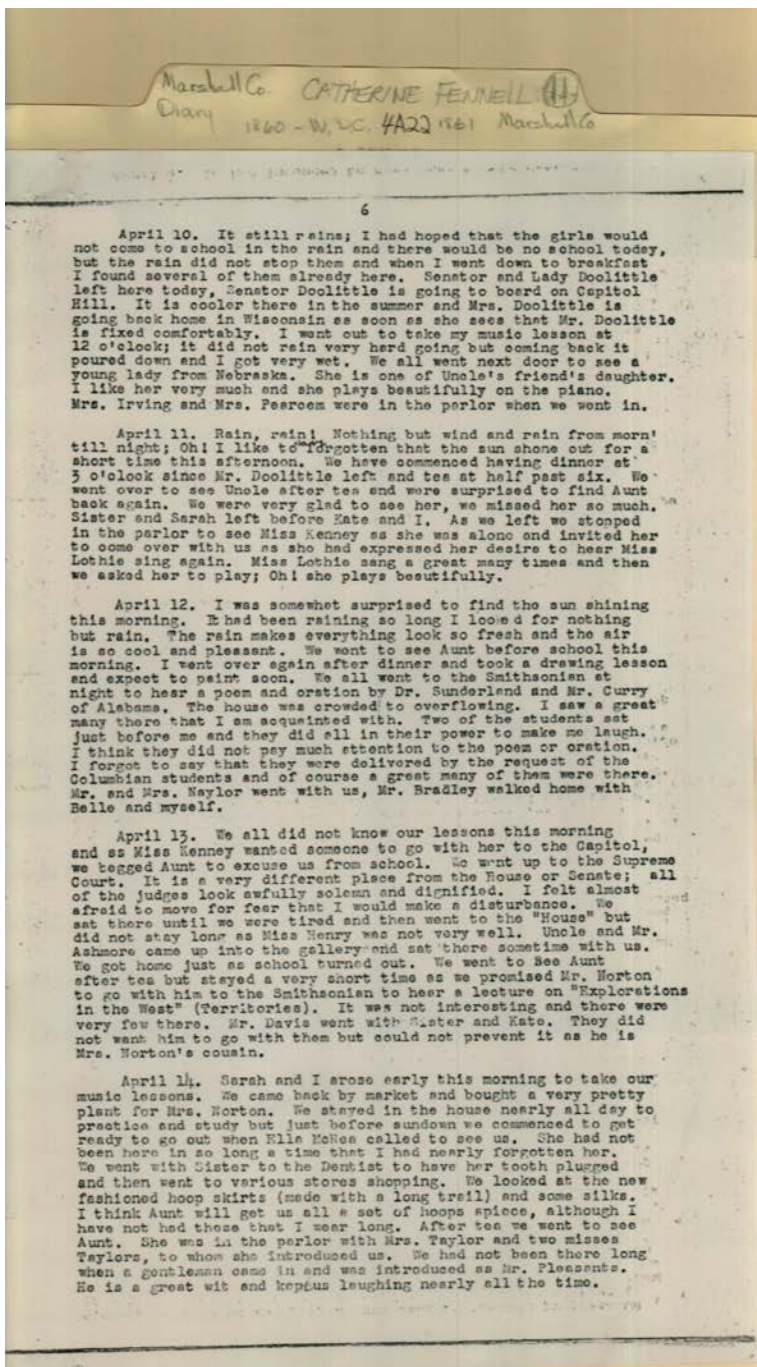 Marshall Co. CATHERINE FENNELL 11
Diary 1860 - W, D.C. 4A22 1861 Marshall Co
6
April 10. It still rains; I had hoped that the girls would
not come to school in the rain and there would be no school today,
but the rain did not stop them and when I went down to breakfast
I found several of them already here. Senator and Lady Doolittle
left here today, Senator Doolittle is going to board on Capitol
Hill. It is cooler there in the summer and Mrs. Doolittle is
going back home in Wisconsin as soon as she sees that Mr. Doolittle
is fixed comfortably. I went out to take my music lesson at
12 o'clock; it did not rain very hard going but coming back it
poured down and I got very wet. We all went next door to see a
young lady from Nebraska. She is one of Uncle's friend's daughter.
I like her very much and she plays beautifully on the piano.
Mrs. Irving and Mrs. Pearcem were in the parlor when we went in.
April 11. Rain, rain! Nothing but wind and rain from morn'
till night; Oh! I like to forgotten that the sun shone out for a
short time this afternoon. We have commenced having dinner at
3 o'clock since Mr. Doolittle left and tea at half past six. We
went over to see Uncle after tea and were surprised to find Aunt
back again. We were very glad to see her, we missed her so much.
Sister and Sarah left before Kate and I. As we left we stopped
in the parlor to see Miss Kenney as she was alone and invited her
to come over with us as she had expressed her desire to hear Miss
Lothie sing again. Miss Lothie sang a great many times and then
we asked her to play; Oh! she plays beautifully.
April 12. I was somewhat surprised to find the sun shining
this morning. It had been raining so long I looked for nothing
but rain. The rain makes everything look so fresh and the air
is so cool and pleasant. We went to see Aunt before school this
morning. I went over again after dinner and took a drawing lesson
and expect to paint soon. We all went to the Smithsonian at
night to hear a poem and oration by Dr. Sunderland and Mr. Curry
of Alabama. The house was crowded to overflowing. I saw a great
many there that I am acquainted with. Two of the students sat
just before me and they did all in their power to make me laugh.
I think they did not pay much attention to the poem or oration.
I forgot to say that they were delivered by the request of the
Columbian students and of course a great many of them were there.
Mr. and Mrs. Naylor went with us, Mr. Bradley walked home with
Belle and myself.
April 13. We all did not know our lessons this morning
and as Miss Kenney wanted someone to go with her to the Capitol,
we begged Aunt to excuse us from school. We went up to the Supreme
Court. It is a very different place from the House or Senate; all
of the judges look awfully solemn and dignified. I felt almost
afraid to move for fear that I would make a disturbance. We
sat there until we were tired and then went to the "House" but
did not stay long as Miss Henry was not very well. Uncle and Mr.
Ashmore came up into the gallery and sat there sometime with us.
We got home just as school turned out. We went to See Aunt
after tea but stayed a very short time as we promised Mr. Norton
to go with him to the Smithsonian to hear a lecture on "Explorations
in the West" (Territories). It was not interesting and there were
very few there. Mr. Davis went with Sister and Kate. They did
not want him to go with them but could not prevent it as he is
Mrs. Norton's cousin.
April 14. Sarah and I arose early this morning to take our
music lessons. We came back by market and bought a very pretty
plant for Mrs. Norton. We stayed in the house nearly all day to
practice and study but just before sundown we commenced to get
ready to go out when Ella McRea called to see us. She had not
been here in so long a time that I had nearly forgotten her.
We went with Sister to the Dentist to have her tooth plugged
and then went to various stores shopping. We looked at the new
fashioned hoop skirts (made with a long trail) and some silks.
I think Aunt will get us all a set of hoops apiece, although I
have not had these that I wear long. After tea we went to see
Aunt. She was in the parlor with Mrs. Taylor and two misses
Taylors, to whom she introduced us. We had not been there long
when a gentleman came in and was introduced as Mr. Pleasants.
He is a great wit and kept us laughing nearly all the time.